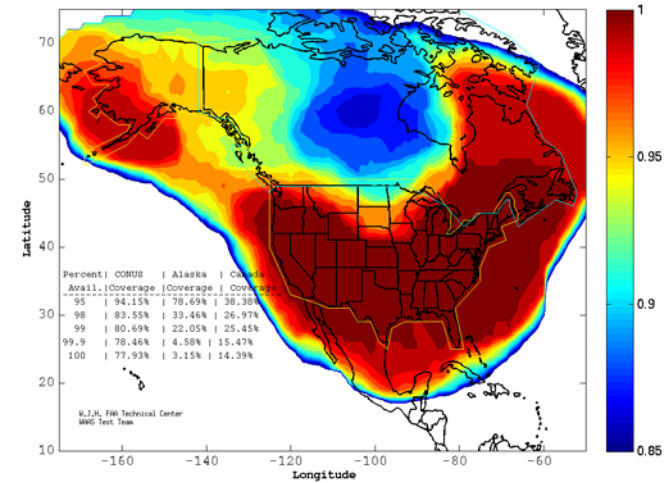 75
70
60
50
40
30
20
10
Latitude
Percent| CONUS | Alaska | Canada
Avail.|Coverage | Coverage | Coverage
95 | 94.15% | 78.69% | 38.38%
98 | 83.55% | 33.46% | 26.97%
99 | 80.69% | 22.05% | 25.45%
99.9 | 78.46% | 4.58% | 15.47%
100 | 77.93% | 3.15% | 14.39%
W.J.H. FAA Technical Center
WAAS Test Team
-160 -140 -120 -100 -80 -60
Longitude
1
0.95
0.9
0.85